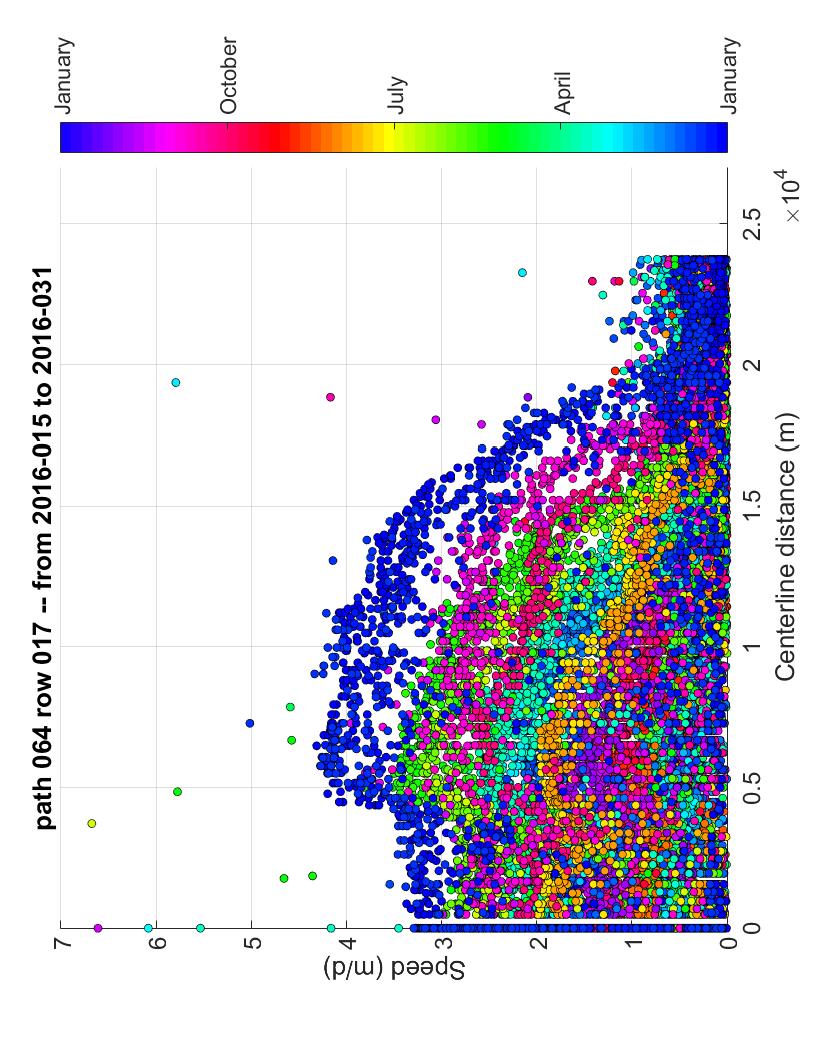 path 064 row 017 -- from 2016-015 to 2016-031
7
6
5
4
3
2
1
0
Speed (m/d)
0
0.5
1
1.5
2
2.5
×10⁴
Centerline distance (m)
January
October
July
April
January